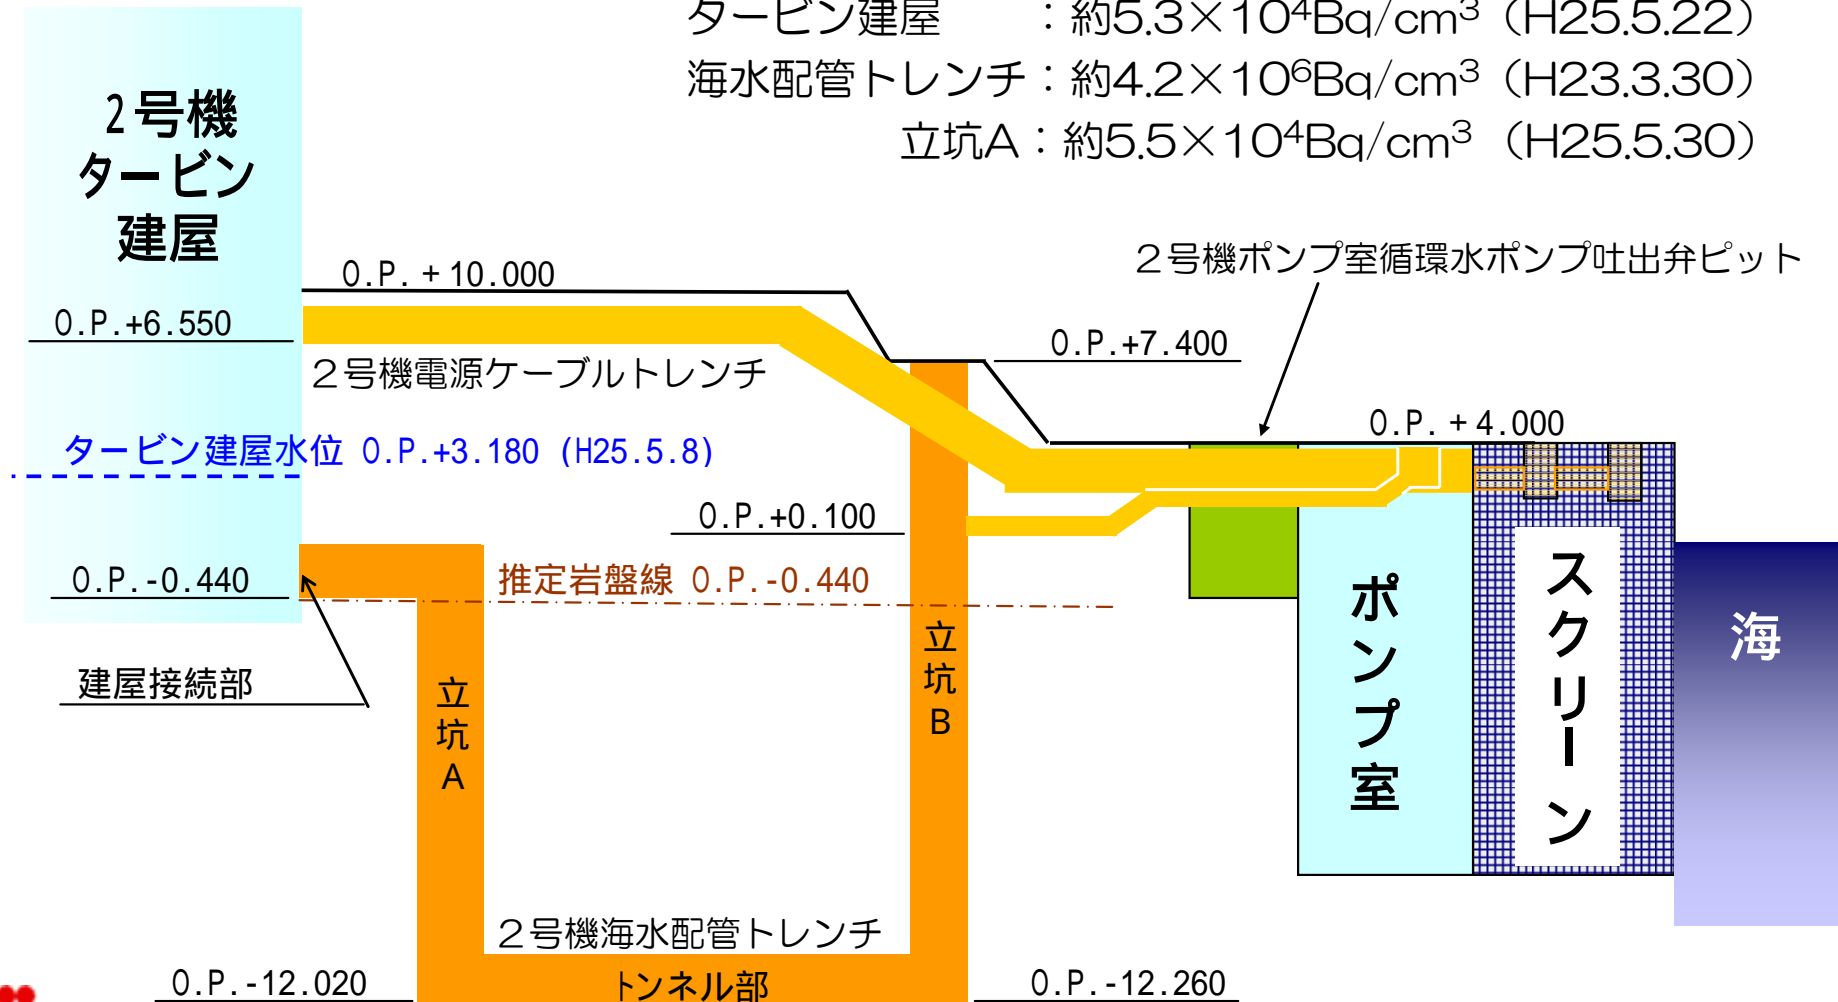 タービン建屋　　：約5.3×10⁴Bq/cm³（H25.5.22）
海水配管トレンチ：約4.2×10⁶Bq/cm³（H23.3.30）
立坑A：約5.5×10⁴Bq/cm³（H25.5.30）
2号機
タービン
建屋
2号機ポンプ室循環水ポンプ吐出弁ピット
O.P.+10.000
O.P.+6.550
O.P.+7.400
2号機電源ケーブルトレンチ
O.P.+4.000
タービン建屋水位 O.P.+3.180 (H25.5.8)
O.P.+0.100
O.P.-0.440
推定岩盤線 O.P.-0.440
建屋接続部
立坑A
立坑B
ポンプ室
スクリーン
海
2号機海水配管トレンチ
トンネル部
O.P.-12.020
O.P.-12.260